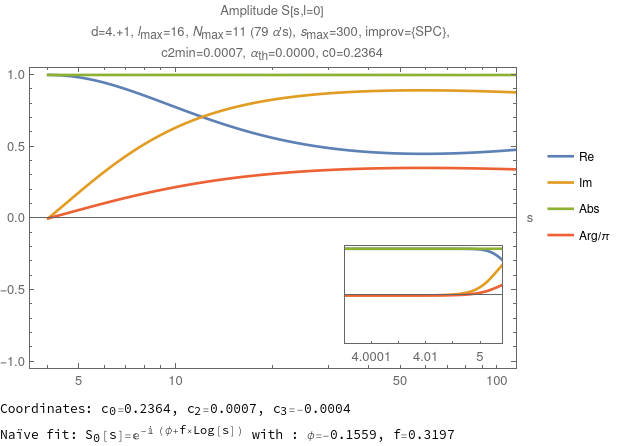 Amplitude S[s,l=0]
d=4.+1, lmax=16, Nmax=11 (79 α's), smax=300, improv={SPC},
c2min=0.0007, αth=0.0000, c0=0.2364
1.0
0.5
0.0
s
−0.5
−1.0
5 10 50 100
Re
Im
Abs
Arg/π
4.0001 4.01 5
Coordinates: c0=0.2364, c2=0.0007, c3=-0.0004
Naïve fit: S0[s]=e^-i (ϕ+f×Log[s]) with : ϕ=-0.1559, f=0.3197